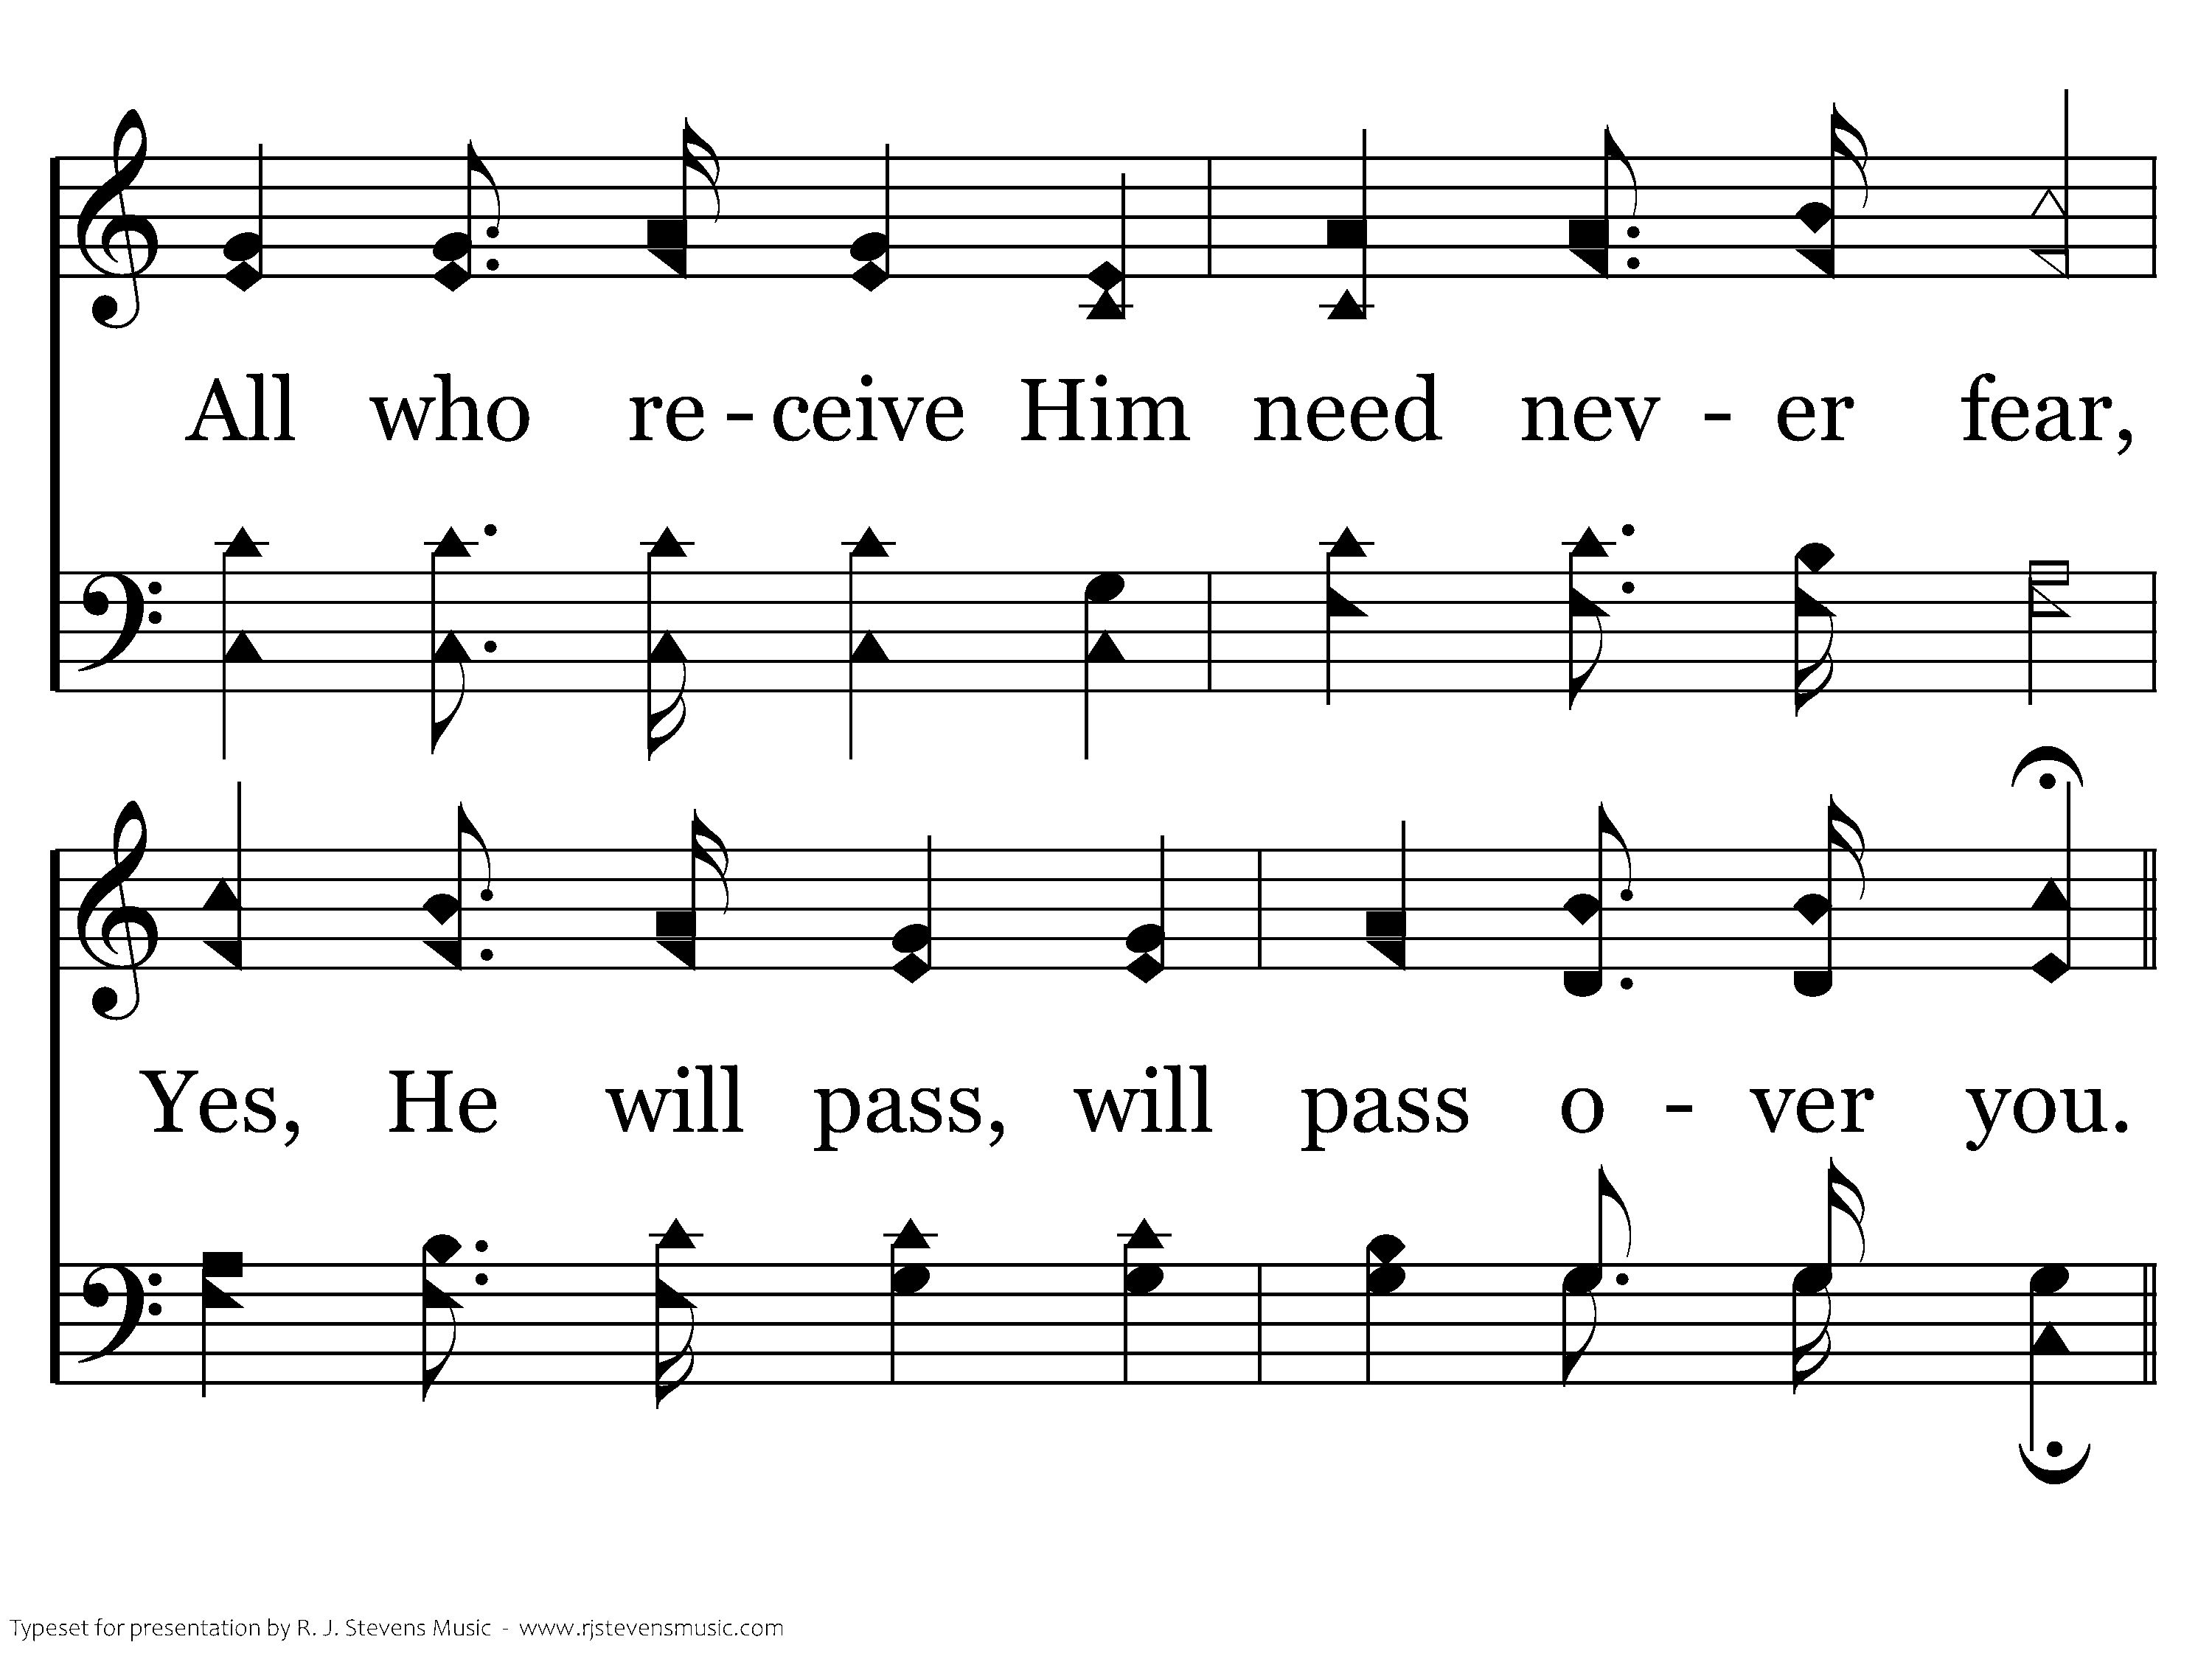 All who re - ceive Him need nev - er fear,
Yes, He will pass, will pass o - ver you.
Typeset for presentation by R. J. Stevens Music - www.rjstevensmusic.com